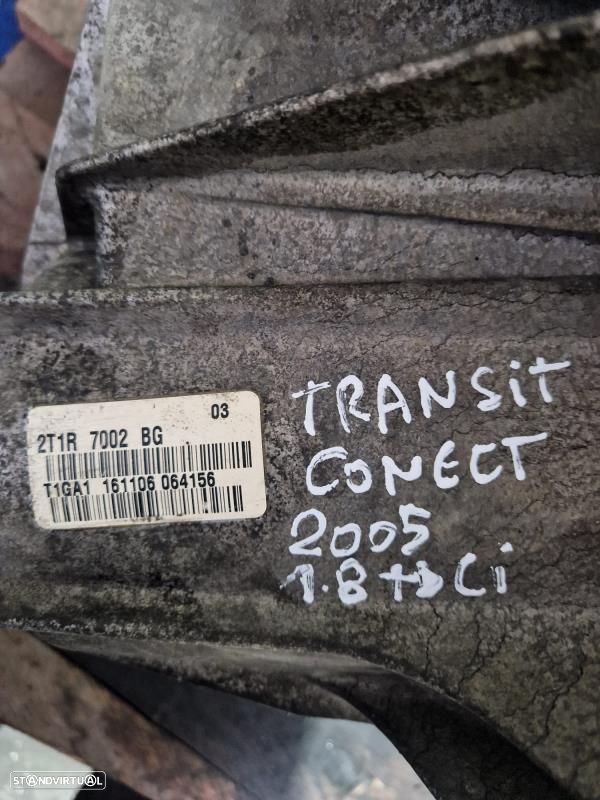 03
2T1R 7002 BG
T1GA1 161106 064156
TRANSiT
CONECT
2005
1.8 tDCi
STANDVIRTUAL